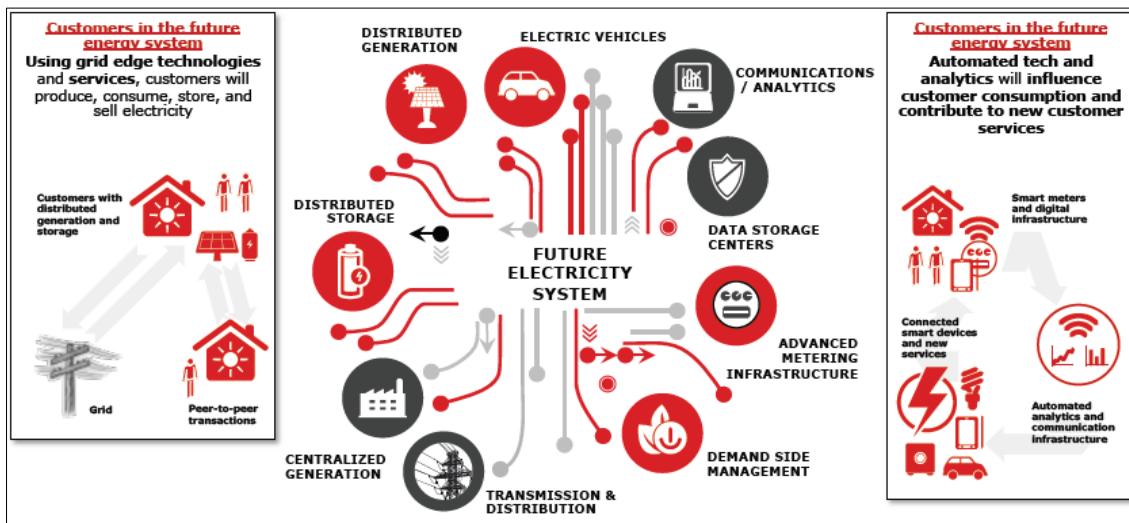 Customers in the future
energy system
Using grid edge technologies
and services, customers will
produce, consume, store, and
sell electricity
Customers with
distributed
generation and
storage
Grid
Peer-to-peer
transactions
DISTRIBUTED
GENERATION
ELECTRIC VEHICLES
COMMUNICATIONS
/ ANALYTICS
DISTRIBUTED
STORAGE
DATA STORAGE
CENTERS
FUTURE
ELECTRICITY
SYSTEM
ADVANCED
METERING
INFRASTRUCTURE
CENTRALIZED
GENERATION
TRANSMISSION &
DISTRIBUTION
DEMAND SIDE
MANAGEMENT
Customers in the future
energy system
Automated tech and
analytics will influence
customer consumption and
contribute to new customer
services
Smart meters
and digital
infrastructure
Connected
smart devices
and new
services
Automated
analytics and
communication
infrastructure